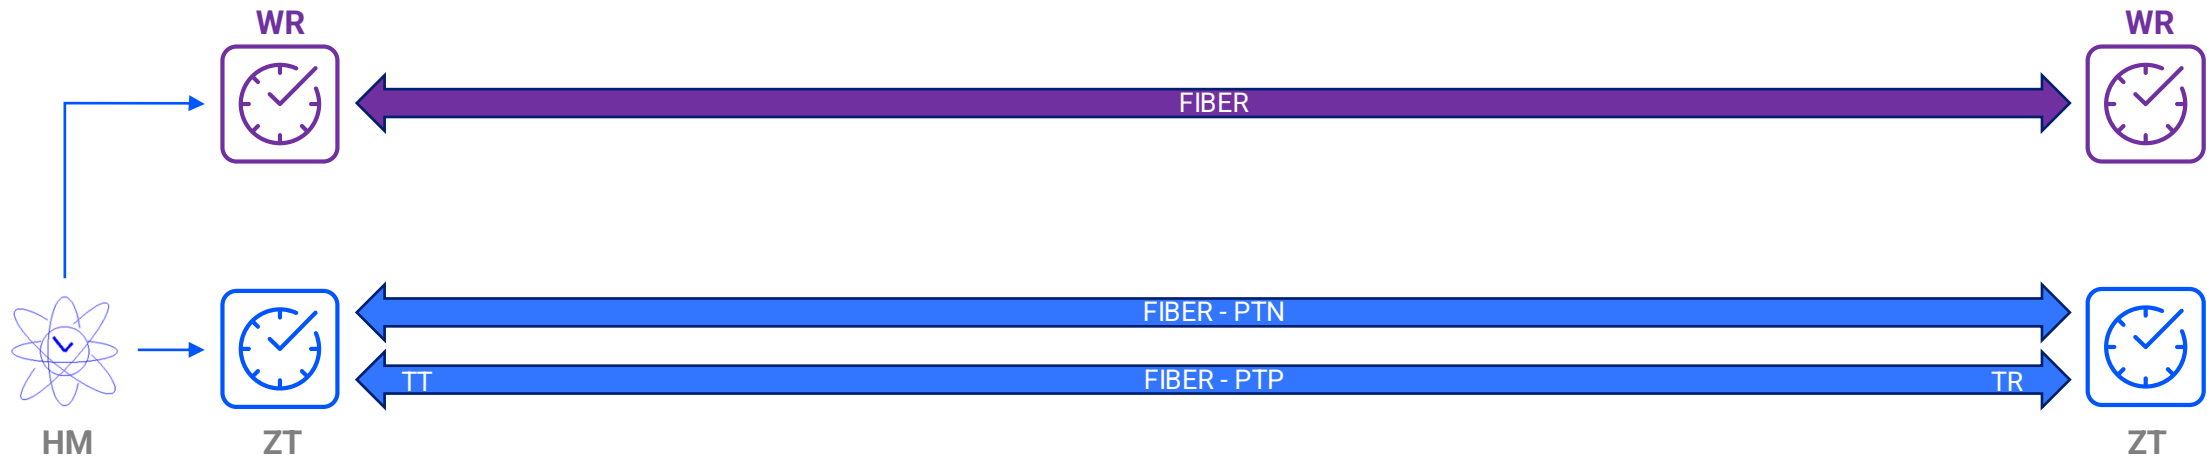 WR
WR
FIBER
FIBER - PTN
TT
FIBER - PTP
TR
HM
ZT
ZT